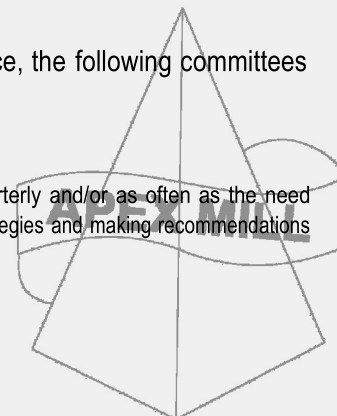 ce, the following committees
rterly and/or as often as the need
APEX MILL
egies and making recommendations